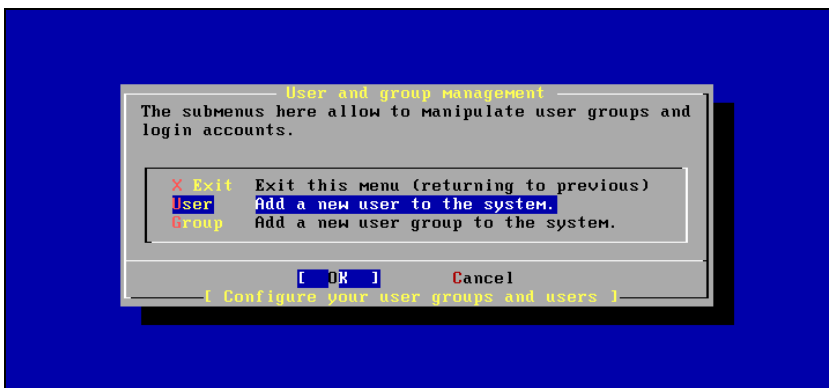 User and group management
The submenus here allow to manipulate user groups and
login accounts.
X Exit Exit this menu (returning to previous)
User Add a new user to the system.
Group Add a new user group to the system.
[ OK ] Cancel
[ Configure your user groups and users ]